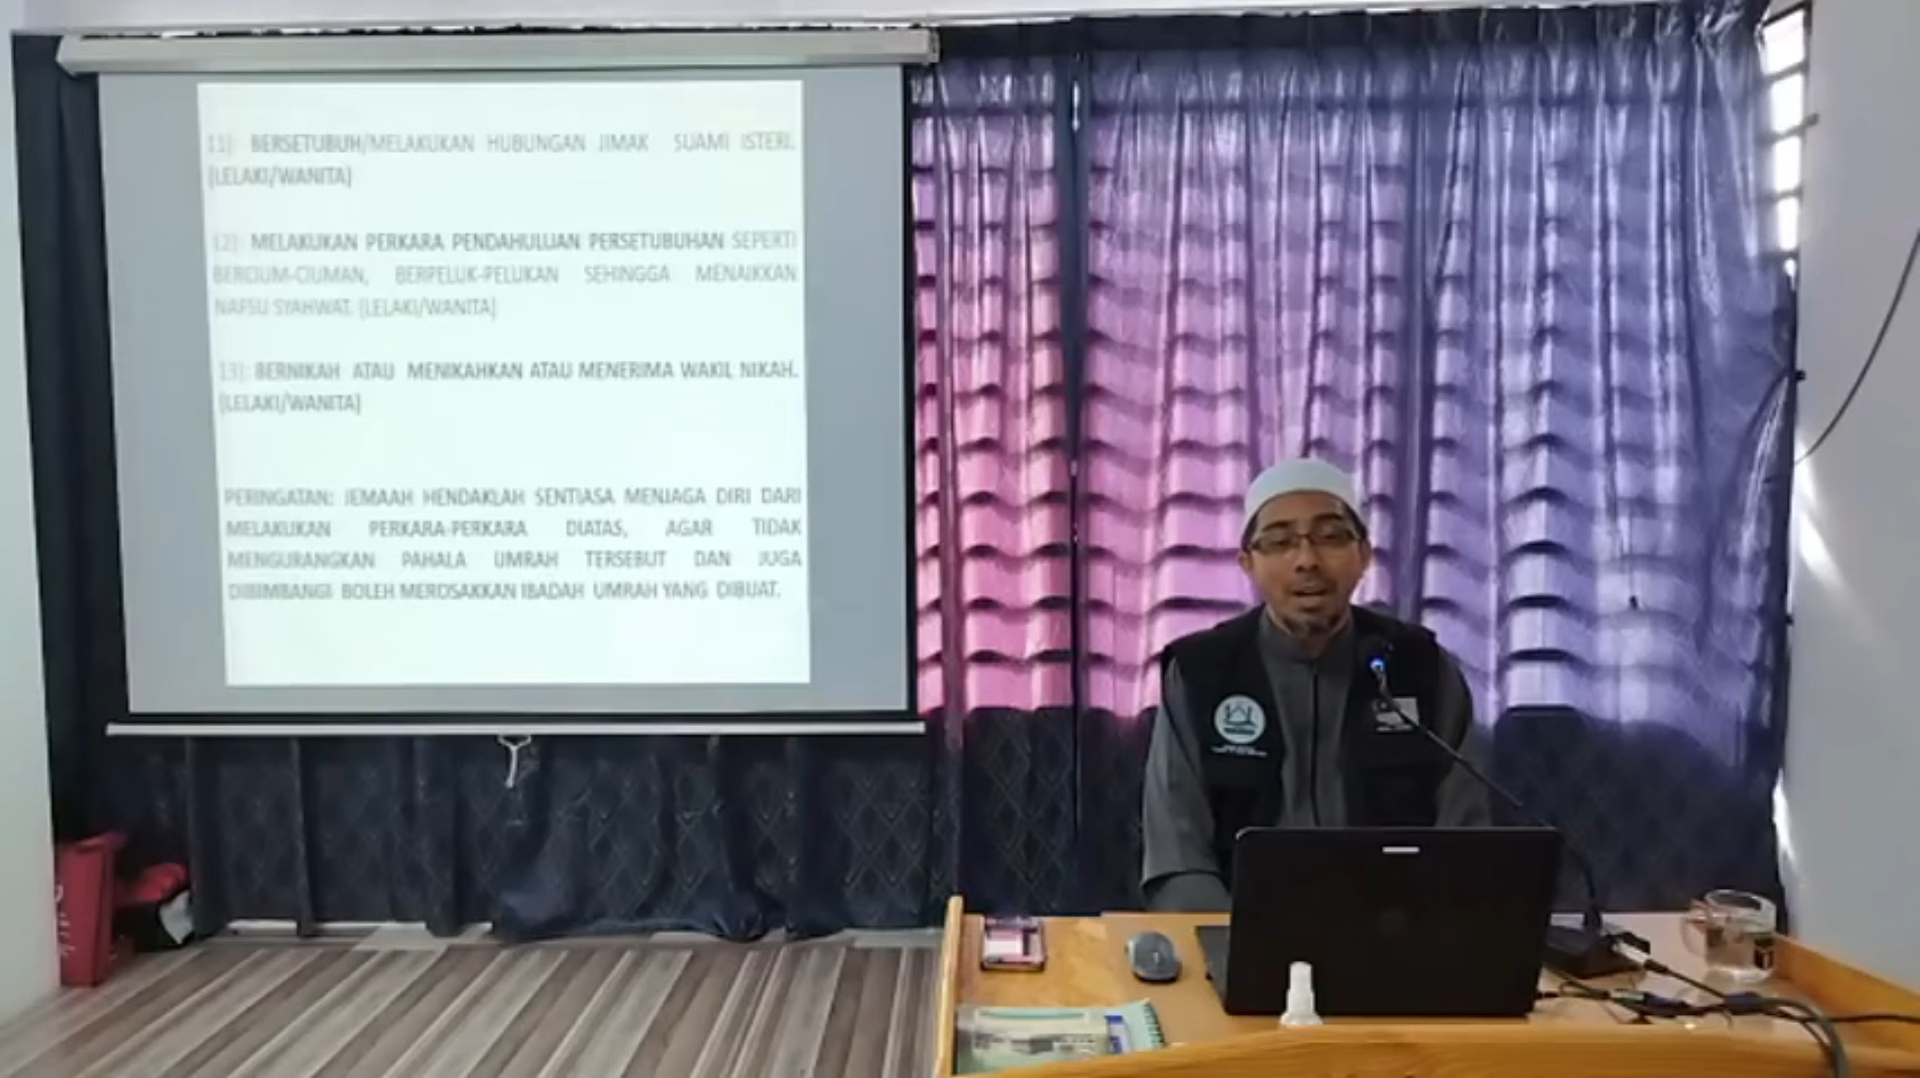 11): BERSETUBUH/MELAKUKAN HUBUNGAN JIMAK SUAMI ISTERI.
(LELAKI/WANITA)
12): MELAKUKAN PERKARA PENDAHULUAN PERSETUBUHAN SEPERTI
BERCIUM-CIUMAN, BERPELUK-PELUKAN SEHINGGA MENAIKKAN
NAFSU SYAHWAT. (LELAKI/WANITA)
13): BERNIKAH ATAU MENIKAHKAN ATAU MENERIMA WAKIL NIKAH.
(LELAKI/WANITA)
PERINGATAN: JEMAAH HENDAKLAH SENTIASA MENJAGA DIRI DARI
MELAKUKAN PERKARA-PERKARA DIATAS, AGAR TIDAK
MENGURANGKAN PAHALA UMRAH TERSEBUT DAN JUGA
DIBIMBANGI BOLEH MEROSAKKAN IBADAH UMRAH YANG DIBUAT.